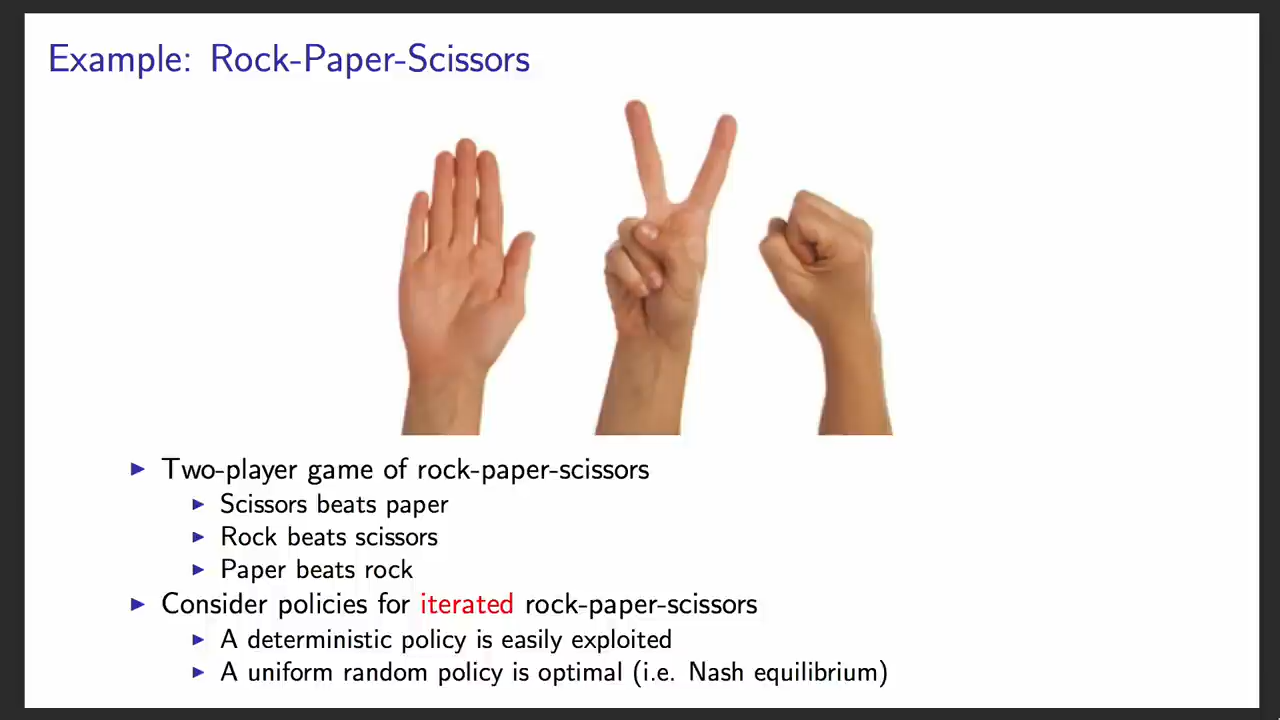 Example: Rock-Paper-Scissors
Two-player game of rock-paper-scissors
Scissors beats paper
Rock beats scissors
Paper beats rock
Consider policies for iterated rock-paper-scissors
A deterministic policy is easily exploited
A uniform random policy is optimal (i.e. Nash equilibrium)